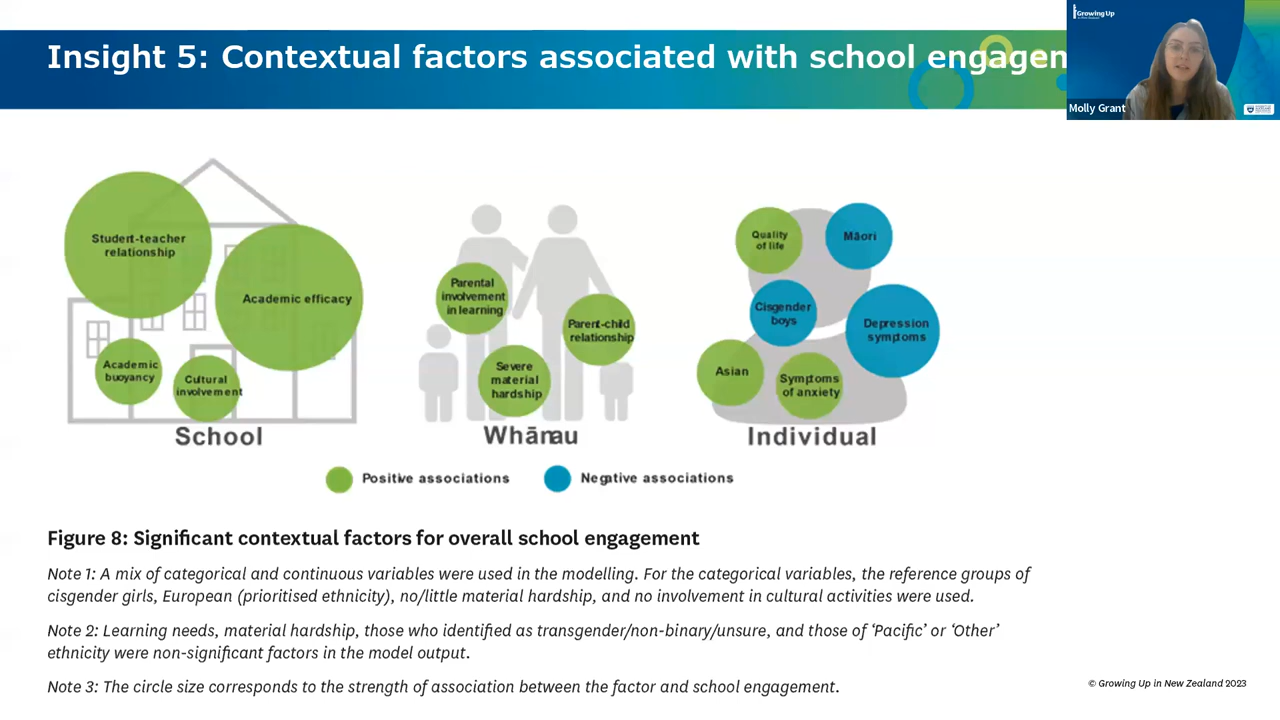 Insight 5: Contextual factors associated with school engagem
Growing Up
Molly Grant
Student-teacher
relationship
Academic efficacy
Academic
buoyancy
Cultural
involvement
School
Parental
involvement
in learning
Parent-child
relationship
Severe
material
hardship
Whānau
Quality
of life
Māori
Cisgender
boys
Depression
symptoms
Asian
Symptoms
of anxiety
Individual
Positive associations
Negative associations
Figure 8: Significant contextual factors for overall school engagement
Note 1: A mix of categorical and continuous variables were used in the modelling. For the categorical variables, the reference groups of
cisgender girls, European (prioritised ethnicity), no/little material hardship, and no involvement in cultural activities were used.
Note 2: Learning needs, material hardship, those who identified as transgender/non-binary/unsure, and those of ‘Pacific’ or ‘Other’
ethnicity were non-significant factors in the model output.
Note 3: The circle size corresponds to the strength of association between the factor and school engagement.
© Growing Up in New Zealand 2023